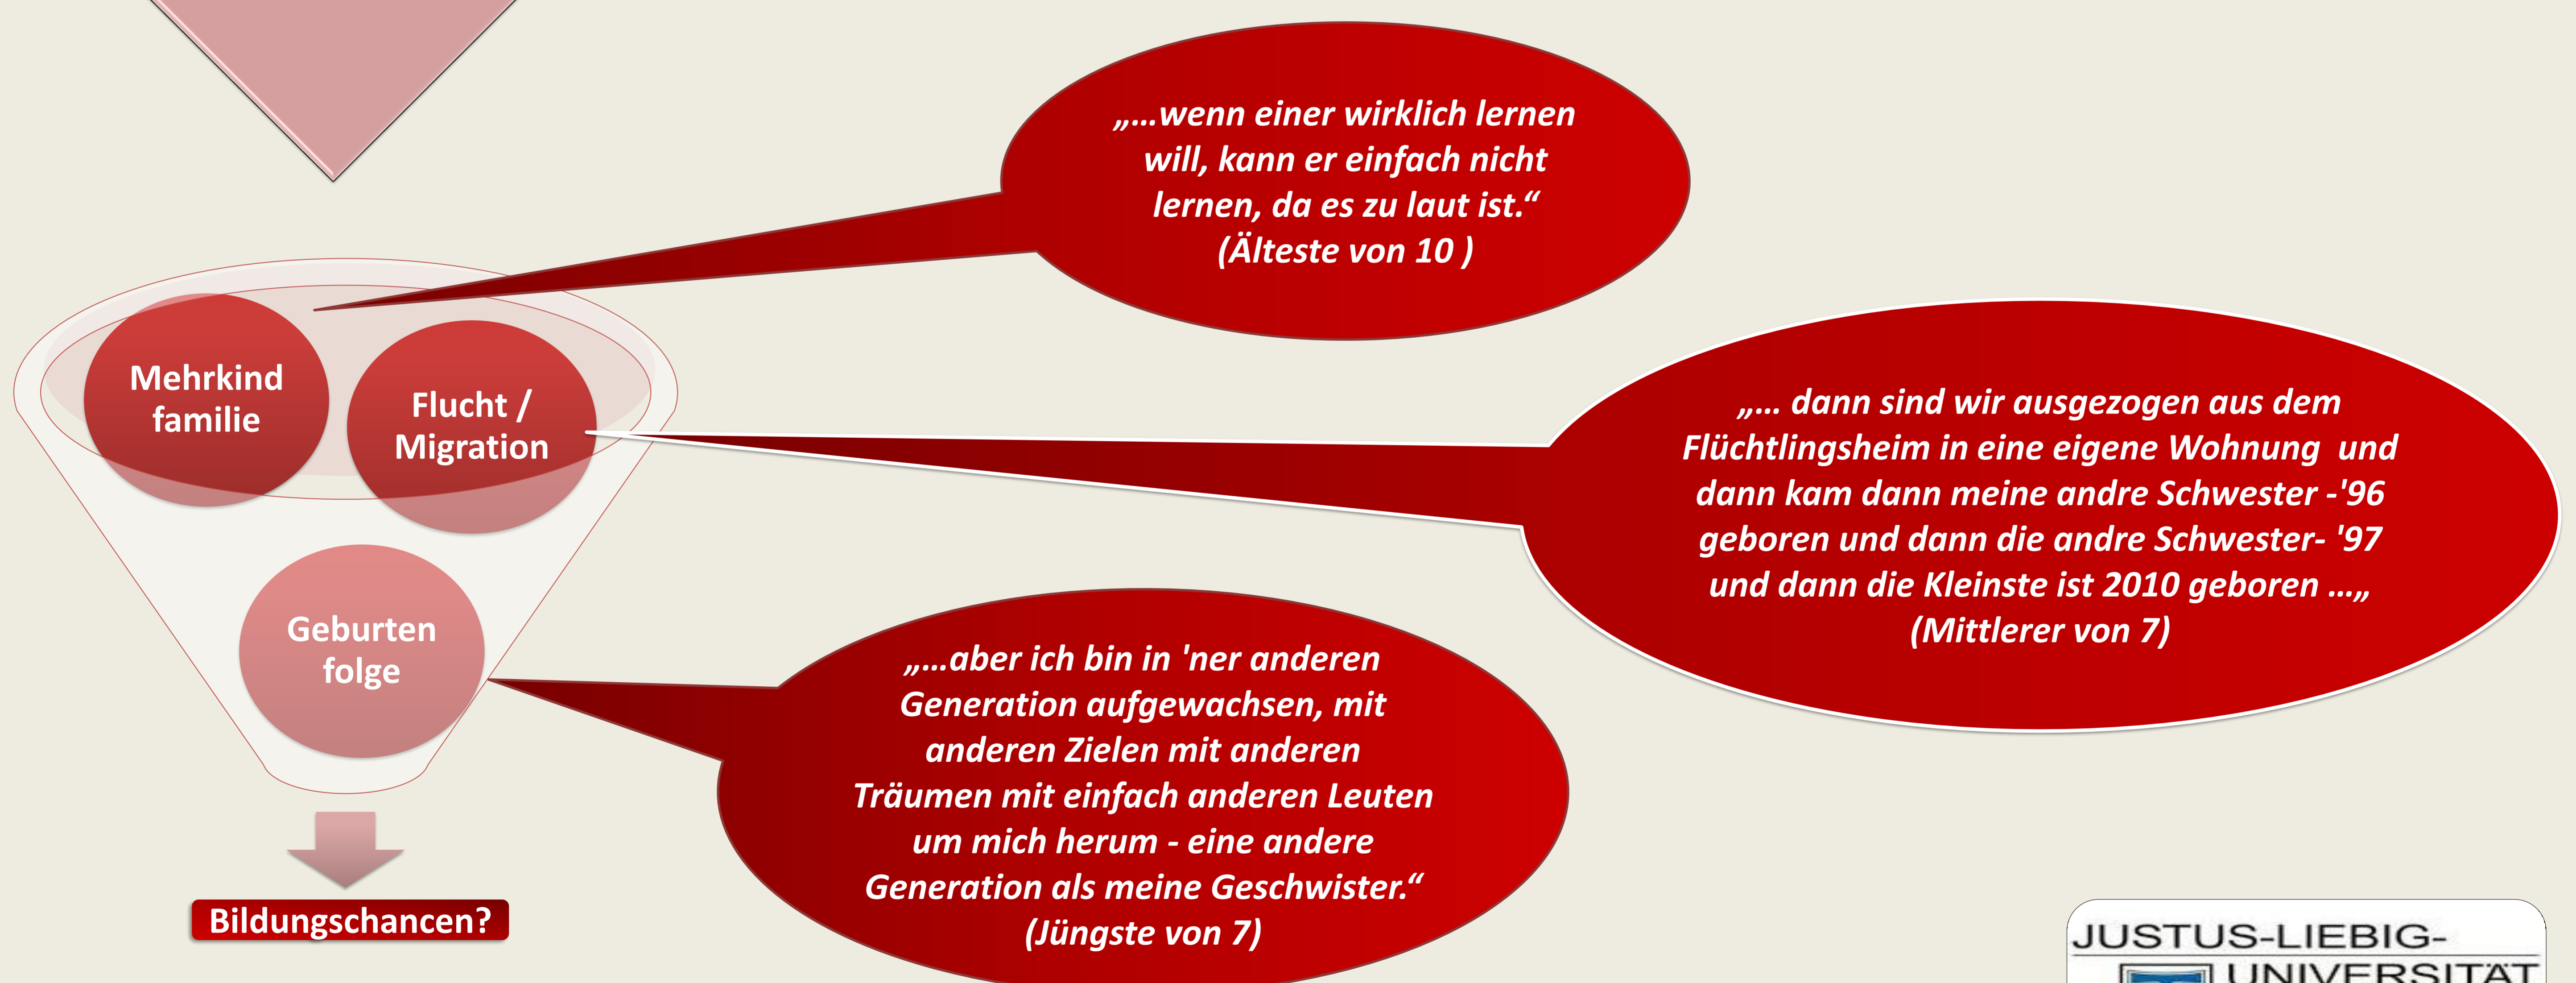 „…wenn einer wirklich lernen
will, kann er einfach nicht
lernen, da es zu laut ist.“
(Älteste von 10 )
Mehrkind
familie
Flucht /
Migration
„… dann sind wir ausgezogen aus dem
Flüchtlingsheim in eine eigene Wohnung  und
dann kam dann meine andre Schwester -'96
geboren und dann die andre Schwester- '97
und dann die Kleinste ist 2010 geboren …„
(Mittlerer von 7)
Geburten
folge
„…aber ich bin in 'ner anderen
Generation aufgewachsen, mit
anderen Zielen mit anderen
Träumen mit einfach anderen Leuten
um mich herum - eine andere
Generation als meine Geschwister.“
(Jüngste von 7)
Bildungschancen?
JUSTUS-LIEBIG-
UNIVERSITÄT